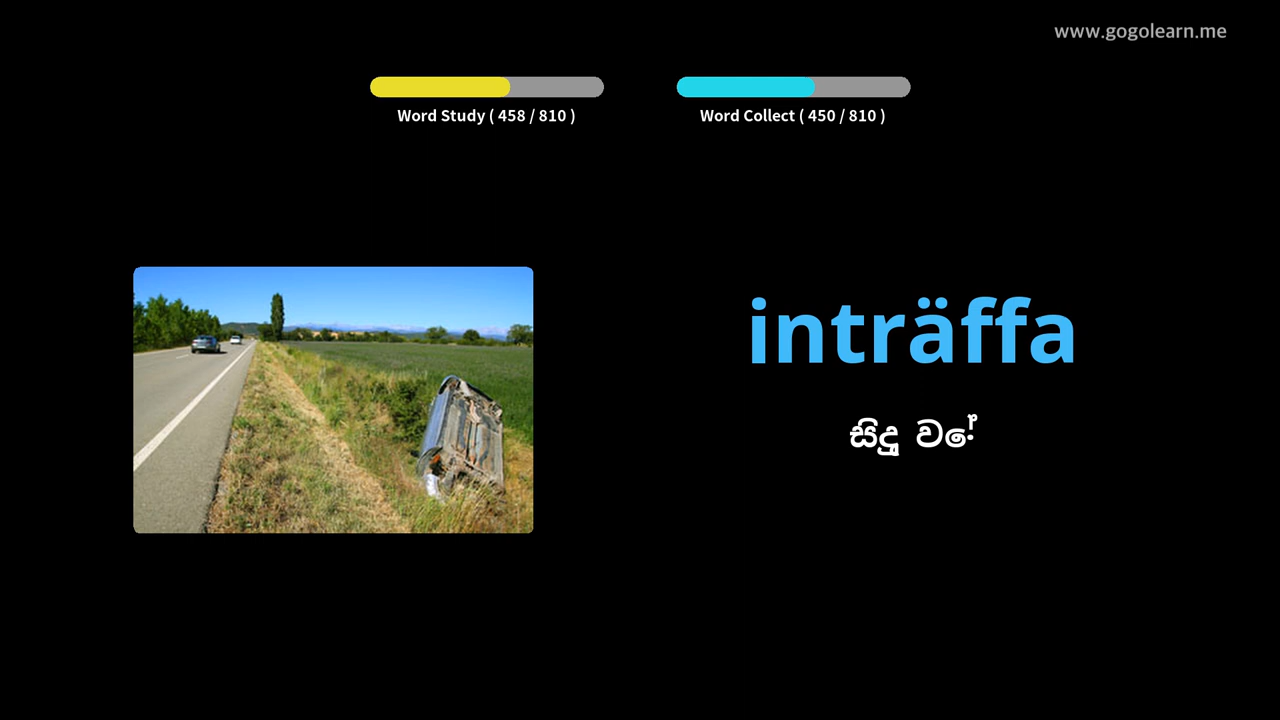 www.gogolearn.me
Word Study ( 458 / 810 )
Word Collect ( 450 / 810 )
inträffa
සිදු වේ